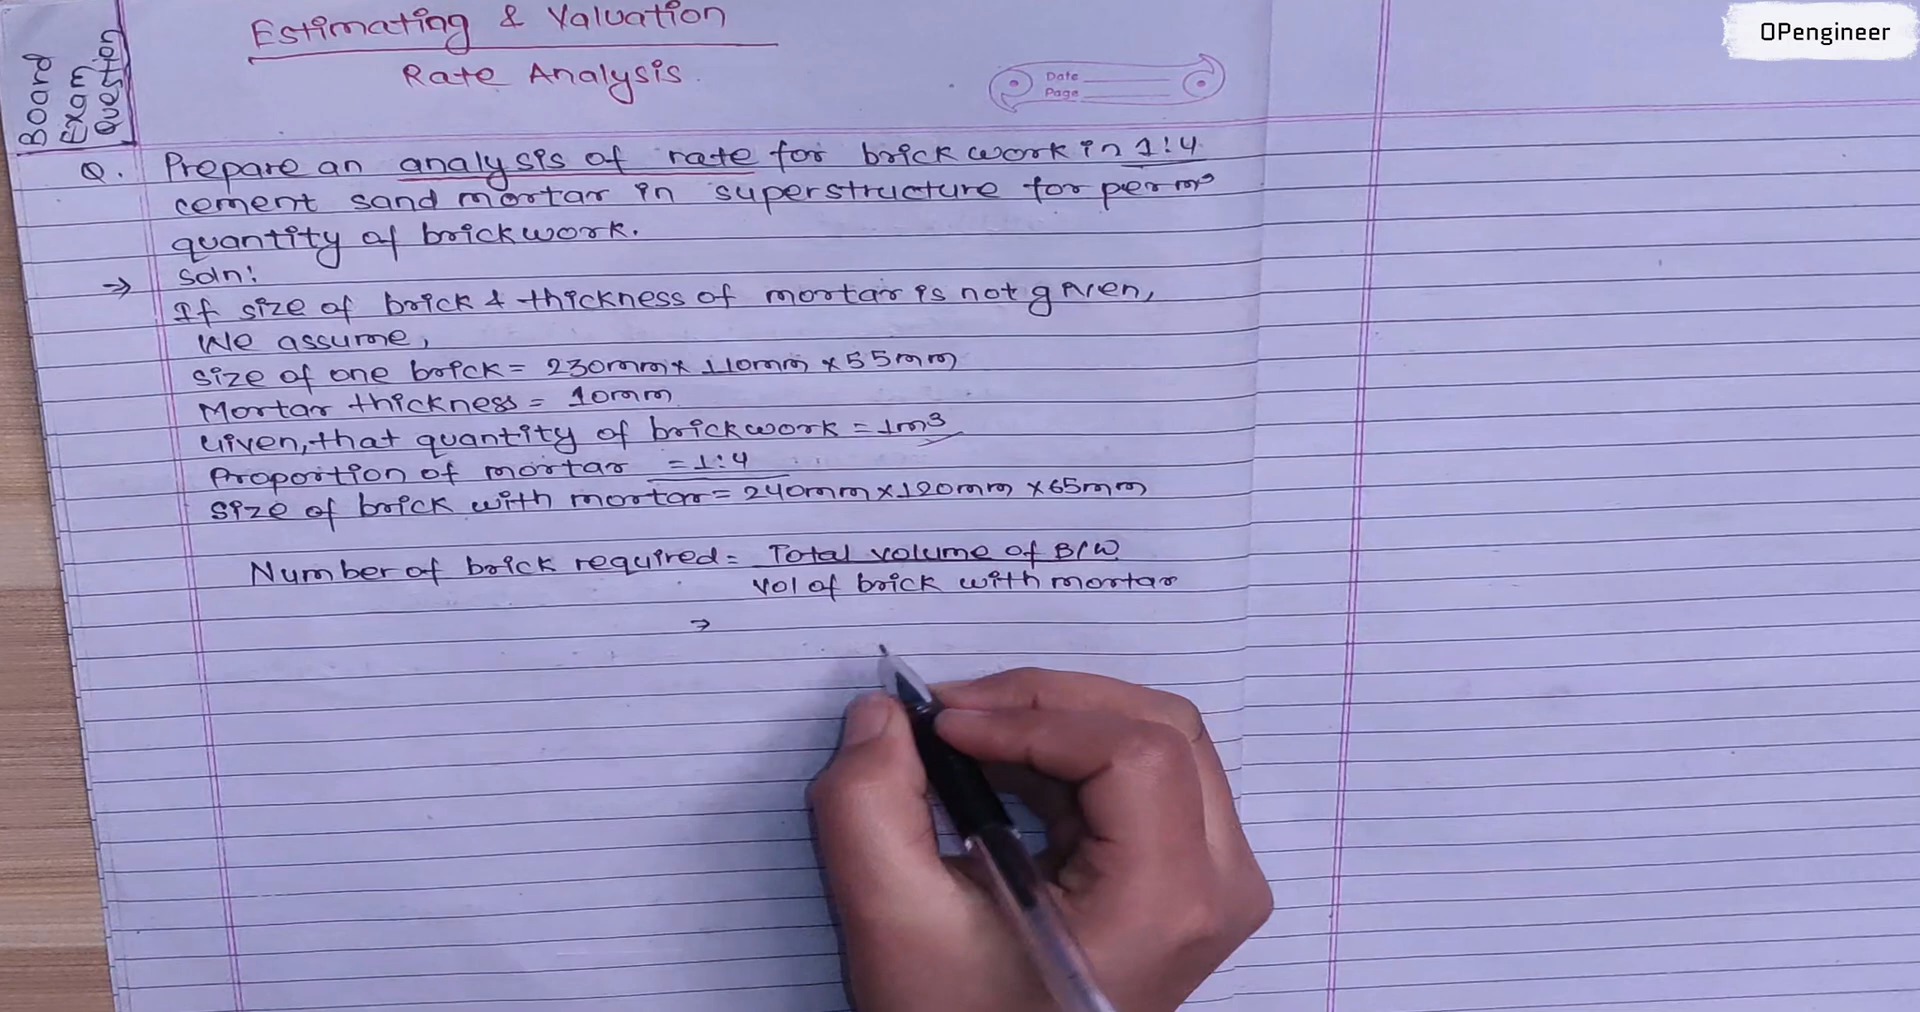 OPengineer
Board
Exam
Question
Estimating & Valuation
Rate Analysis.
Date
Page
Q. Prepare an analysis of rate for brickwork in 1:4
cement sand mortar in superstructure for per m³
quantity of brickwork.
→ Soln:
If size of brick & thickness of mortar is not given,
We assume,
Size of one brick = 230mm x 110mm x 55mm
Mortar thickness = 10mm
Given, that quantity of brickwork = 1m³
Proportion of mortar = 1:4
Size of brick with mortar = 240mm x 120mm x 65mm
Number of brick required = Total volume of B/W
Vol of brick with mortar
→